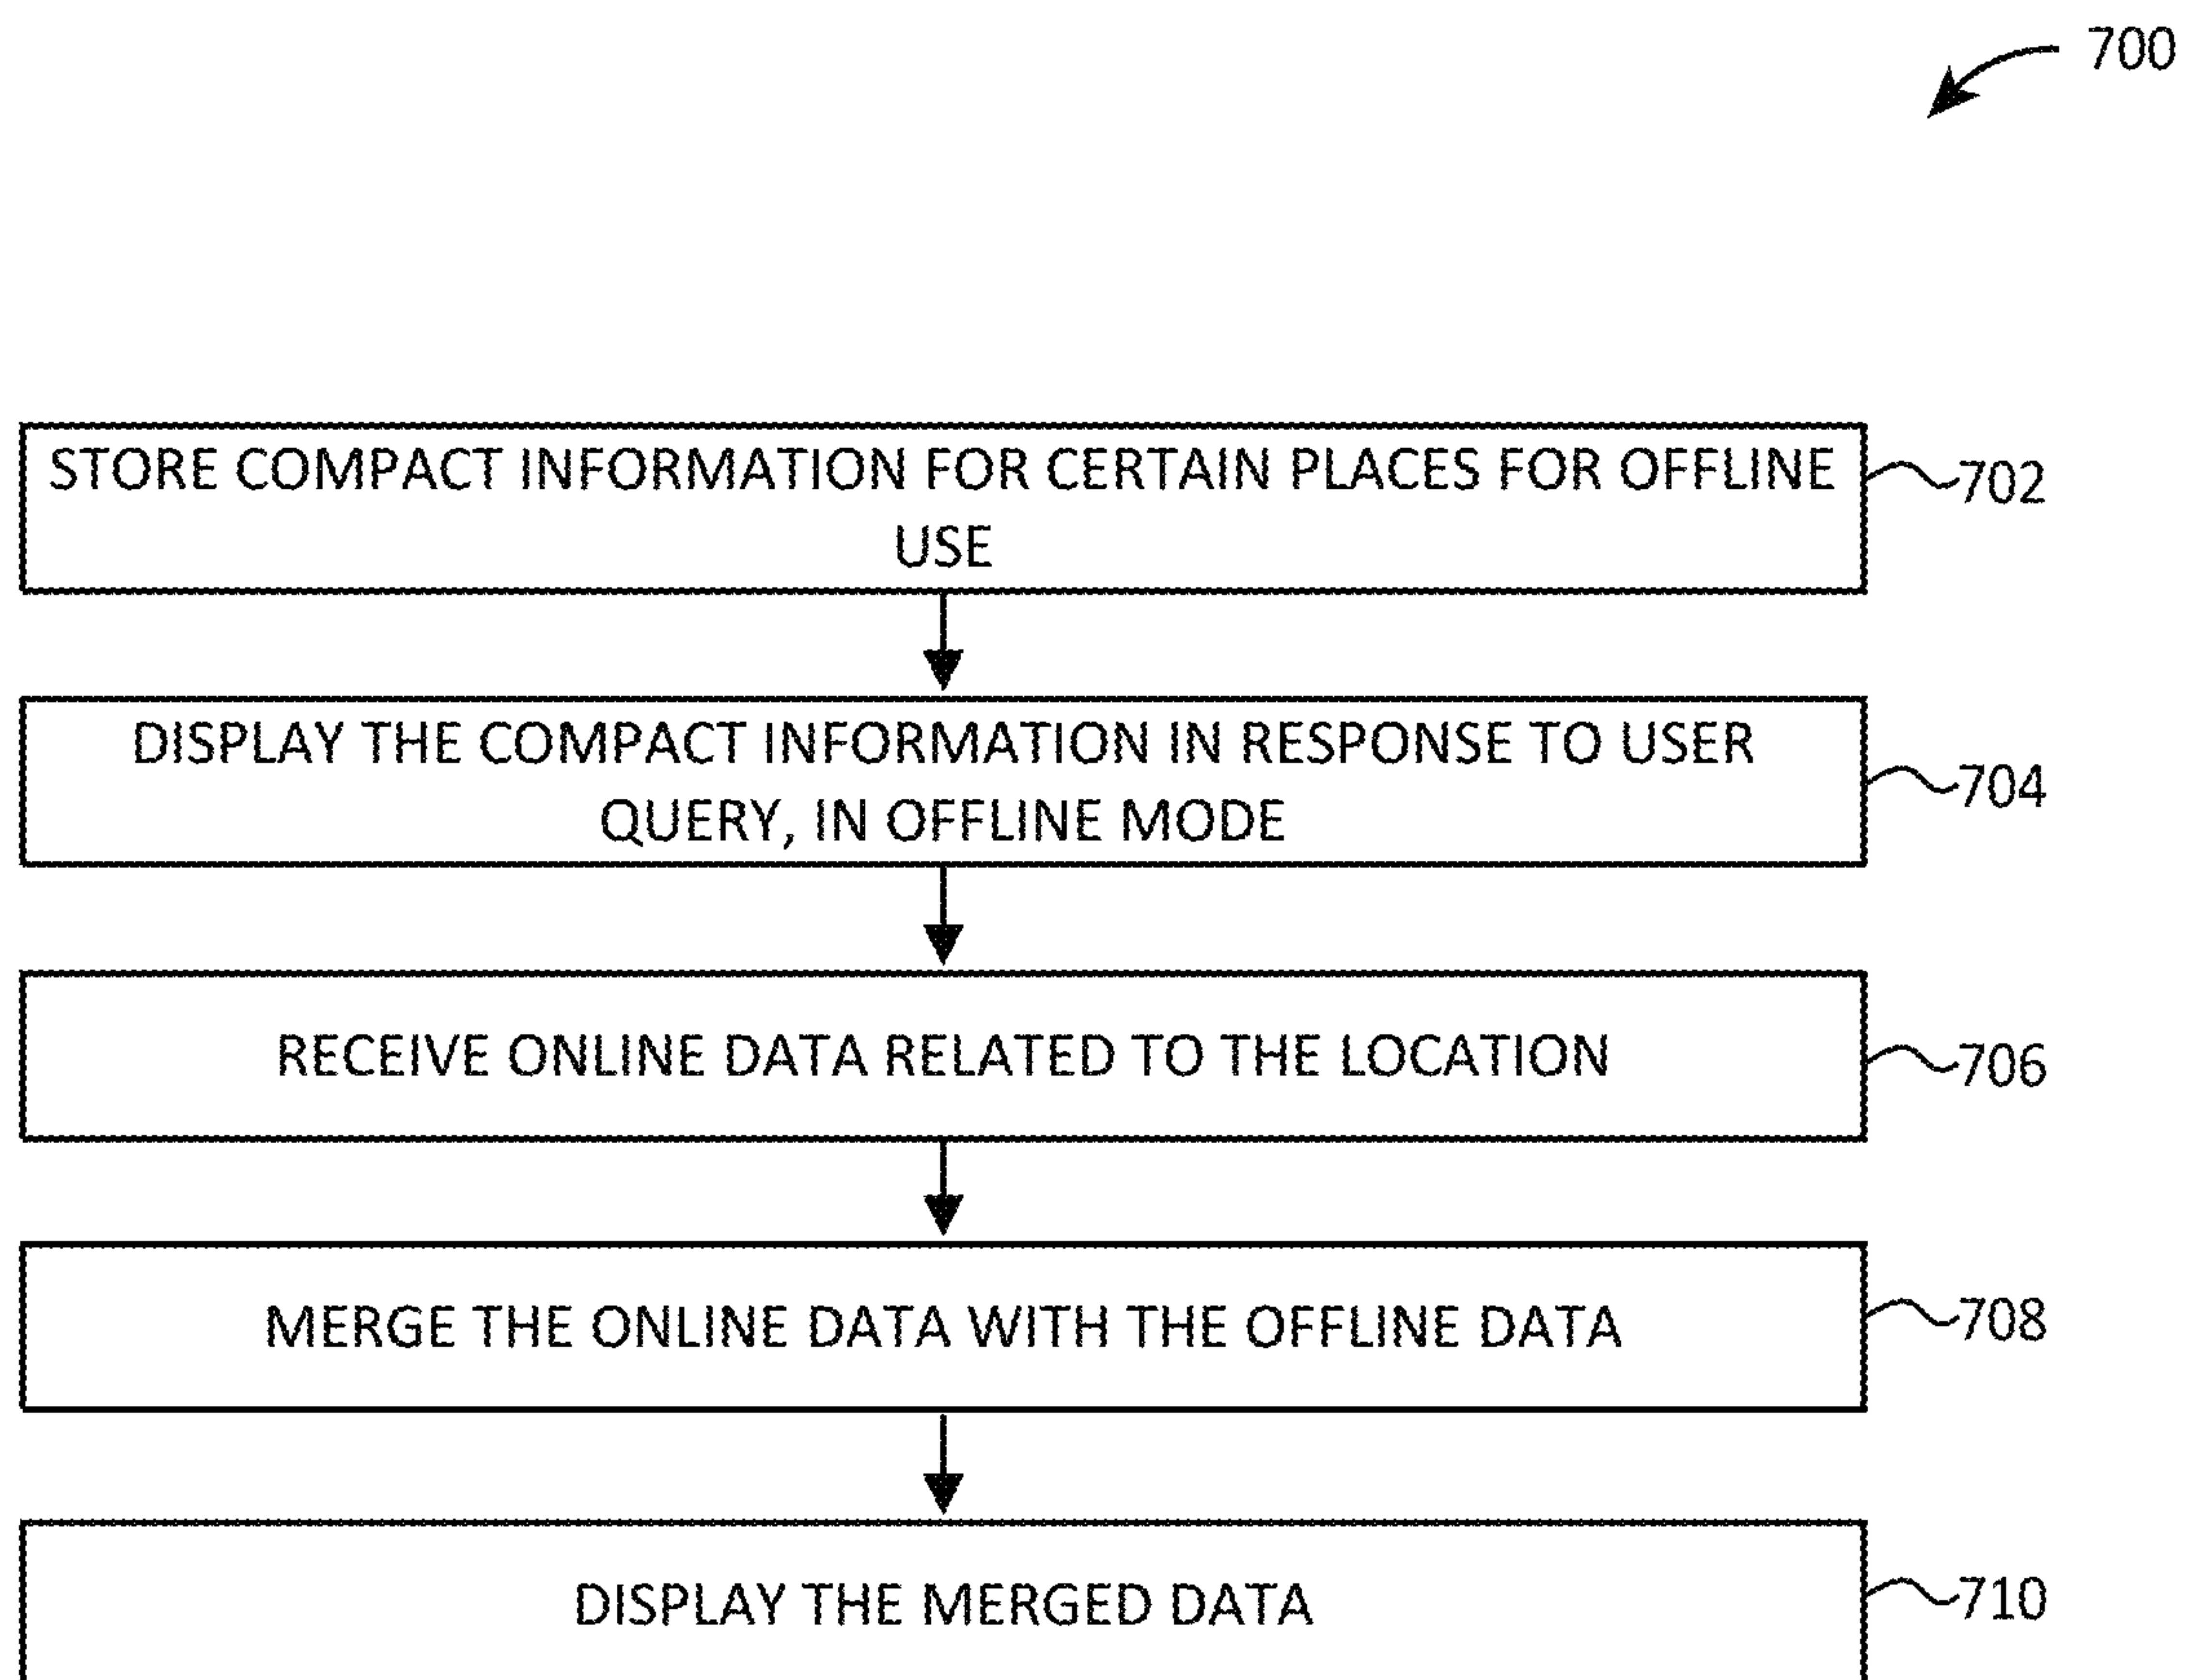 700
STORE COMPACT INFORMATION FOR CERTAIN PLACES FOR OFFLINE
USE
702
DISPLAY THE COMPACT INFORMATION IN RESPONSE TO USER
QUERY, IN OFFLINE MODE
704
RECEIVE ONLINE DATA RELATED TO THE LOCATION
706
MERGE THE ONLINE DATA WITH THE OFFLINE DATA
708
DISPLAY THE MERGED DATA
710